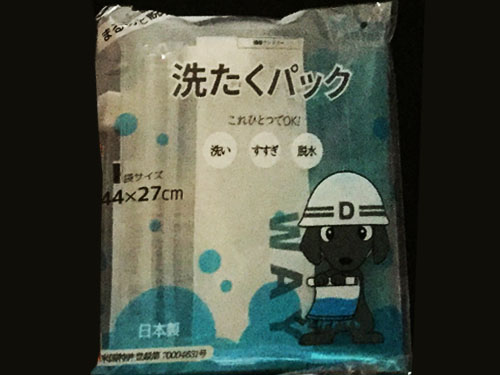 洗たくパック
これひとつでOK!
洗い すすぎ 脱水
袋サイズ
44×27cm
D
WAY
日本製